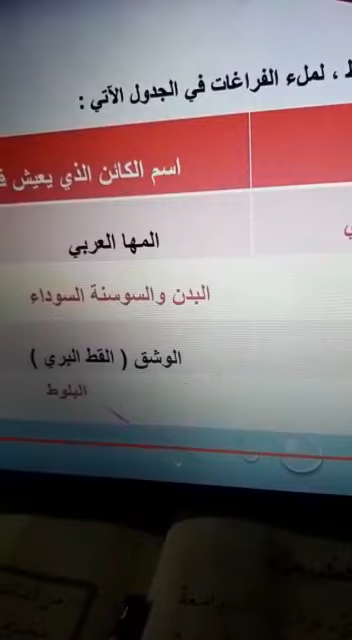 ، لملء الفراغات في الجدول الآتي :
اسم الكائن الذي يعيش
المها العربي
البدن والسوسنة السوداء
الوشق ( القط البري )
البلوط